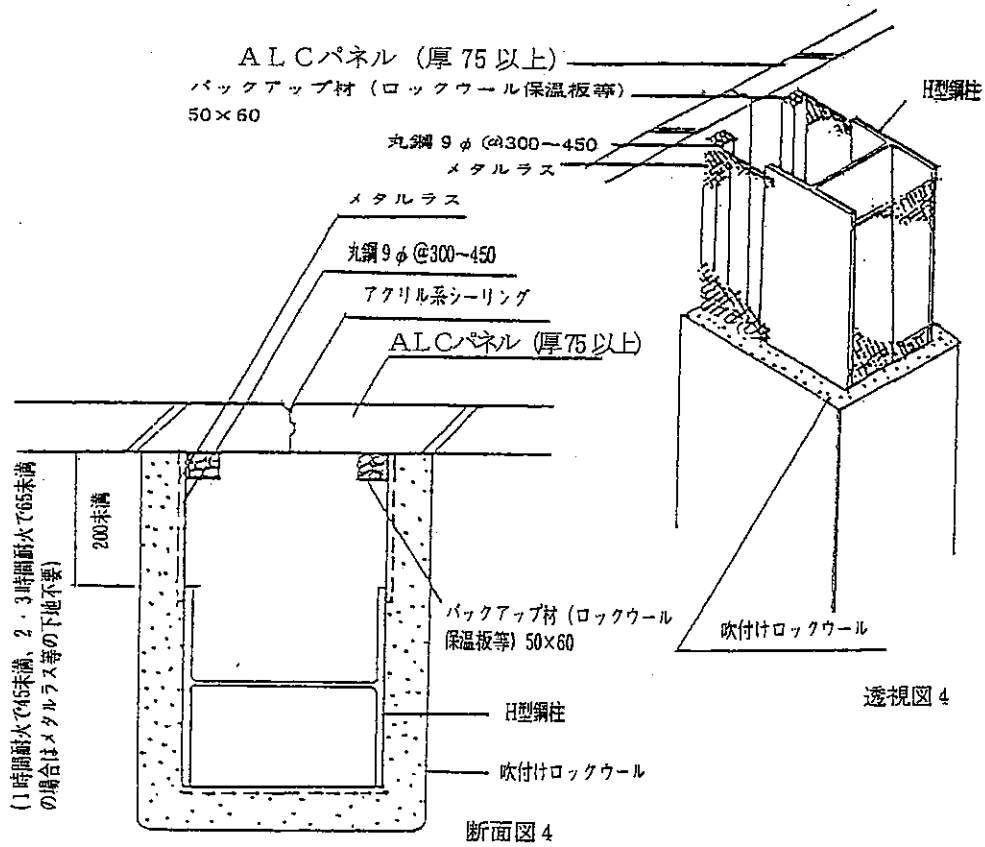 ALCパネル (厚75以上)
バックアップ材 (ロックウール保温板等)
50×60
丸鋼9φ@300~450
メタルラス
H型鋼柱
メタルラス
丸鋼9φ@300~450
アクリル系シーリング
ALCパネル (厚75以上)
(1時間耐火で45未満、2・3時間耐火で65未満
の場合はメタルラス等の下地不要)
200未満
バックアップ材 (ロックウール
保温板等) 50×60
H型鋼柱
吹付けロックウール
断面図4
吹付けロックウール
透視図4